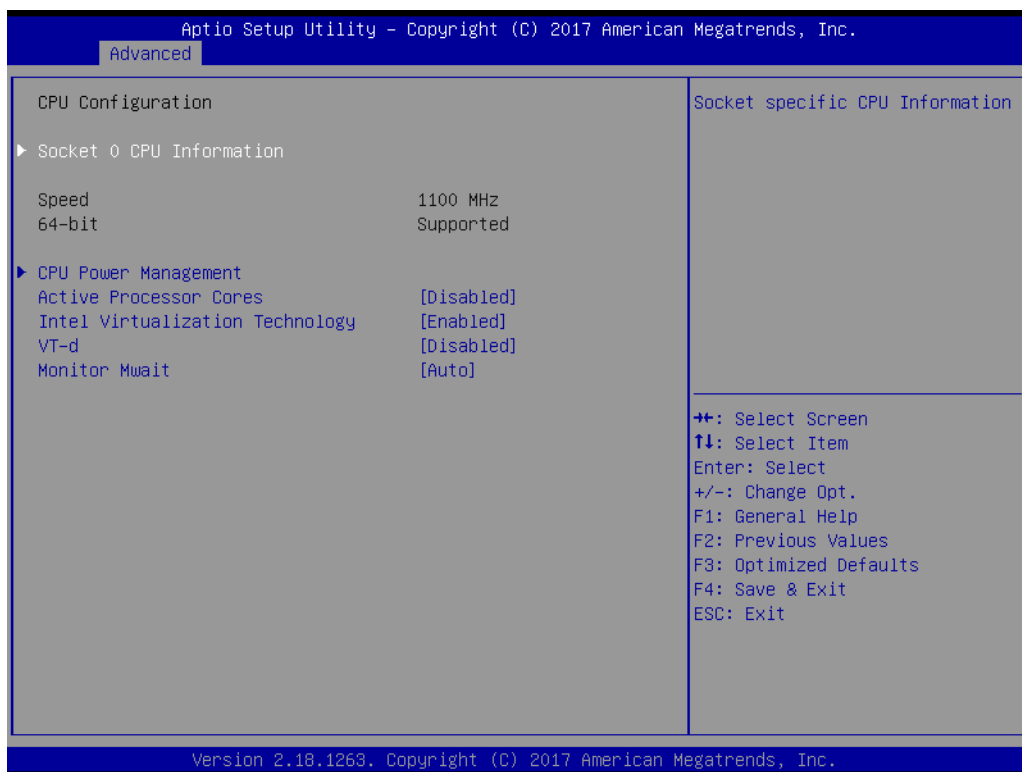 Aptio Setup Utility – Copyright (C) 2017 American Megatrends, Inc.
Advanced
CPU Configuration
Socket 0 CPU Information
Speed 1100 MHz
64-bit Supported
CPU Power Management
Active Processor Cores [Disabled]
Intel Virtualization Technology [Enabled]
VT-d [Disabled]
Monitor Mwait [Auto]
Socket specific CPU Information
→←: Select Screen
↑↓: Select Item
Enter: Select
+/-: Change Opt.
F1: General Help
F2: Previous Values
F3: Optimized Defaults
F4: Save & Exit
ESC: Exit
Version 2.18.1263. Copyright (C) 2017 American Megatrends, Inc.